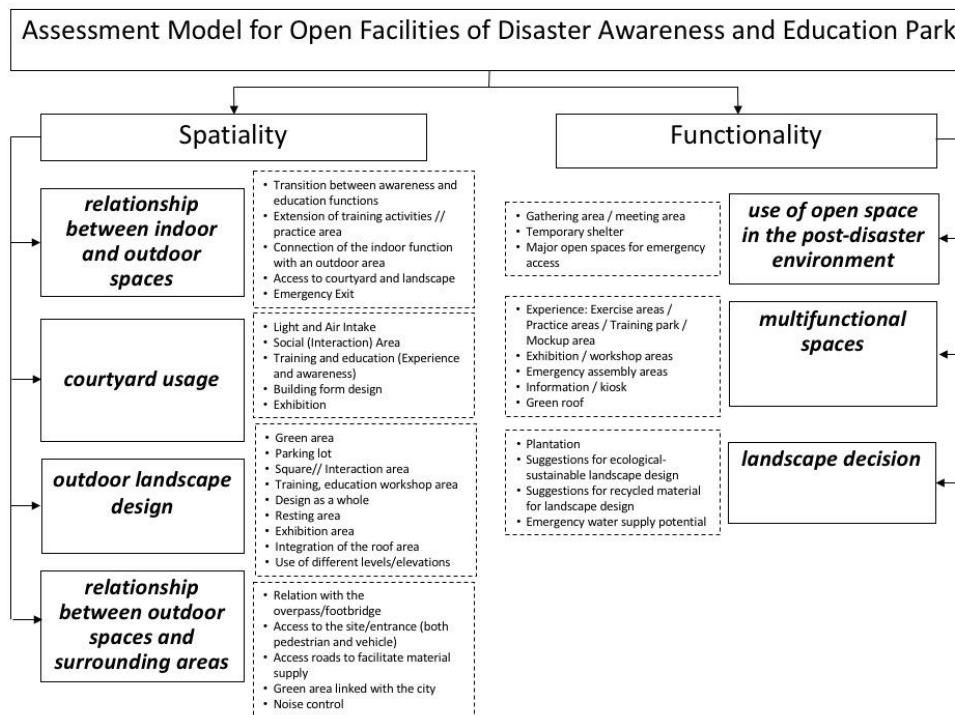 Assessment Model for Open Facilities of Disaster Awareness and Education Park
Spatiality
relationship
between indoor
and outdoor
spaces
• Transition between awareness and
education functions
• Extension of training activities //
practice area
• Connection of the indoor function
with an outdoor area
• Access to courtyard and landscape
• Emergency Exit
courtyard usage
• Light and Air Intake
• Social (Interaction) Area
• Training and education (Experience
and awareness)
• Building form design
• Exhibition
outdoor landscape
design
• Green area
• Parking lot
• Square// Interaction area
• Training, education workshop area
• Design as a whole
• Resting area
• Exhibition area
• Integration of the roof area
• Use of different levels/elevations
relationship
between outdoor
spaces and
surrounding areas
• Relation with the
overpass/footbridge
• Access to the site/entrance (both
pedestrian and vehicle)
• Access roads to facilitate material
supply
• Green area linked with the city
• Noise control
Functionality
• Gathering area / meeting area
• Temporary shelter
• Major open spaces for emergency
access
use of open space
in the post-disaster
environment
• Experience: Exercise areas /
Practice areas / Training park /
Mockup area
• Exhibition / workshop areas
• Emergency assembly areas
• Information / kiosk
• Green roof
multifunctional
spaces
• Plantation
• Suggestions for ecological-
sustainable landscape design
• Suggestions for recycled material
for landscape design
• Emergency water supply potential
landscape decision